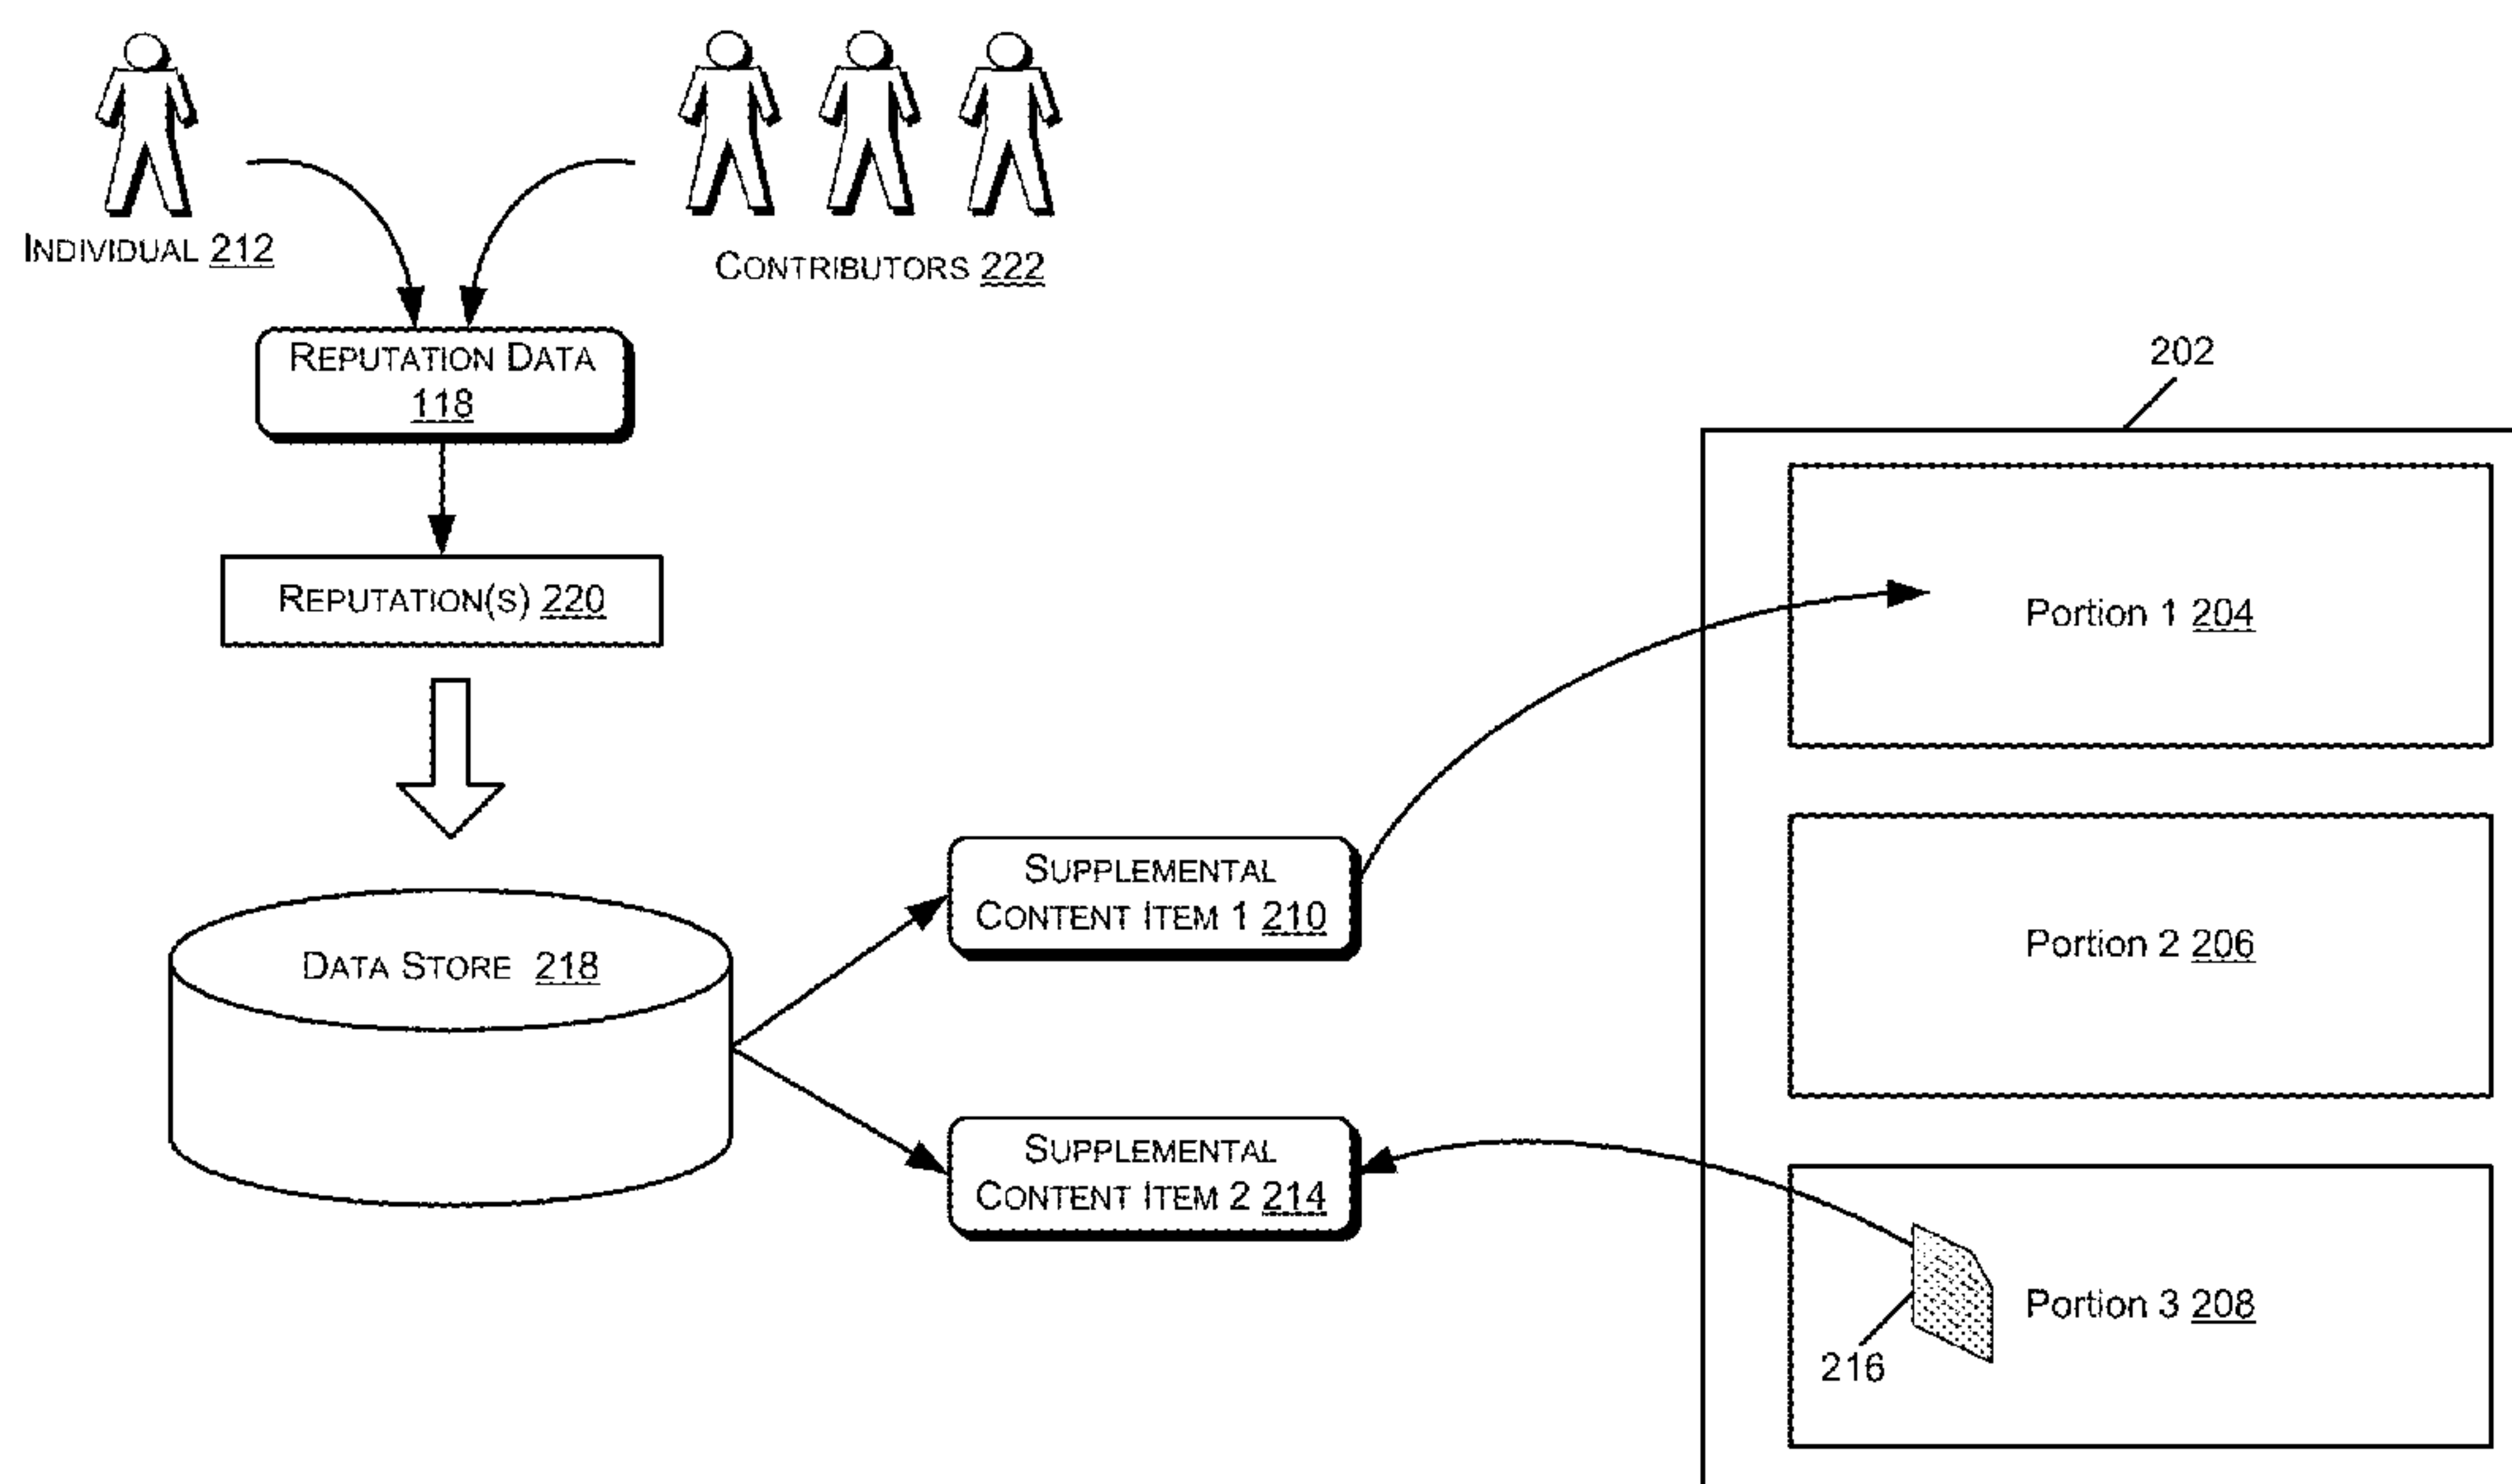 INDIVIDUAL 212
CONTRIBUTORS 222
REPUTATION DATA
118
REPUTATION(S) 220
DATA STORE 218
SUPPLEMENTAL
CONTENT ITEM 1 210
SUPPLEMENTAL
CONTENT ITEM 2 214
202
Portion 1 204
Portion 2 206
Portion 3 208
216